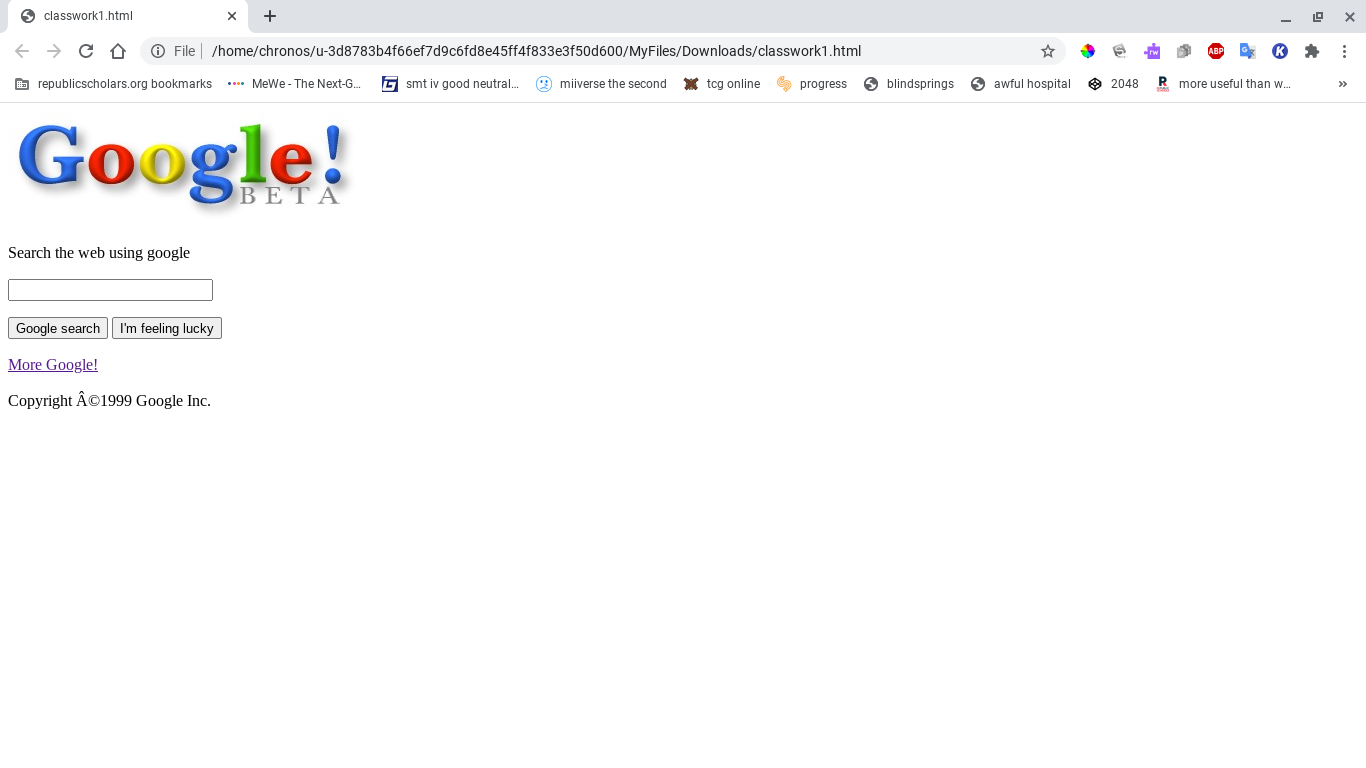 classwork1.html
File /home/chronos/u-3d8783b4f66ef7d9c6fd8e45ff4f833e3f50d600/MyFiles/Downloads/classwork1.html
republicscholars.org bookmarks MeWe - The Next-G... smt iv good neutral... miiverse the second tcg online progress blindsprings awful hospital 2048 more useful than w...
Google!
BETA
Search the web using google
Google search I'm feeling lucky
More Google!
Copyright Â©1999 Google Inc.